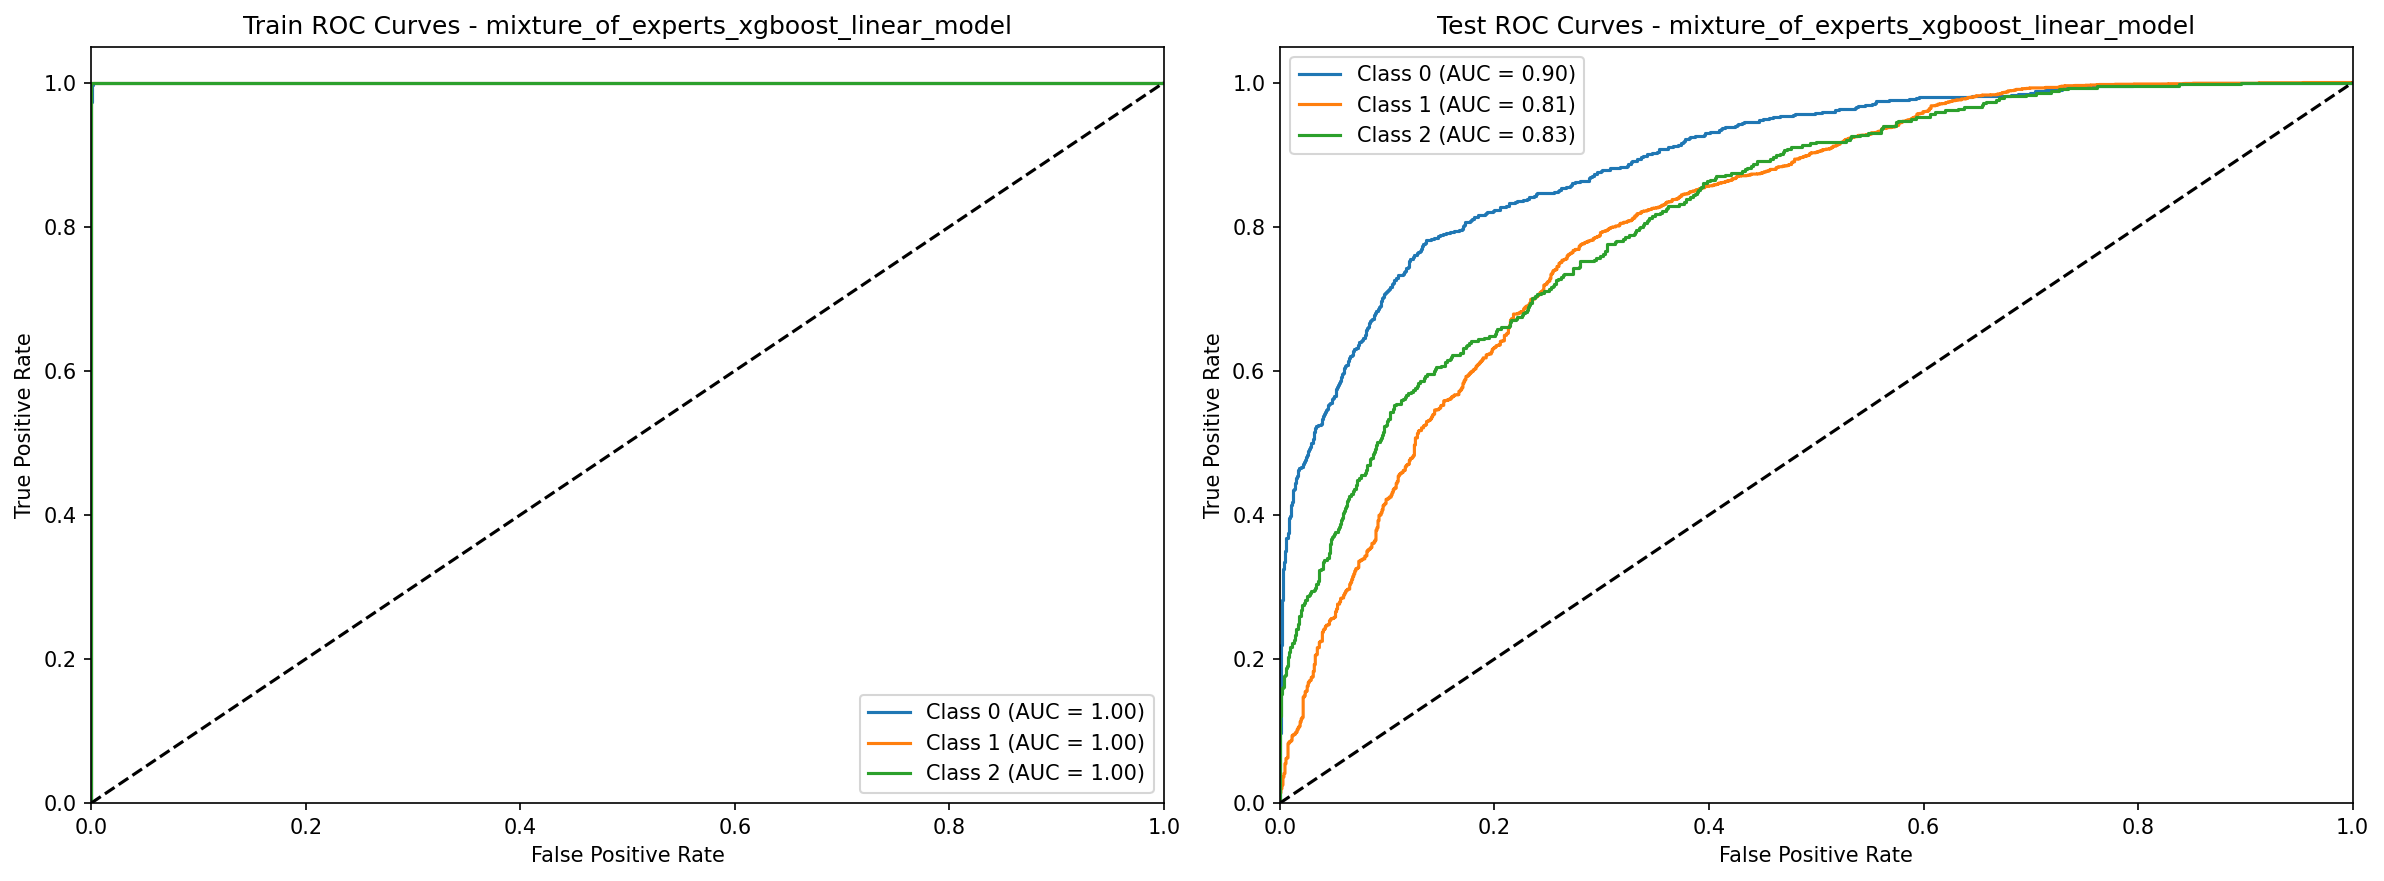 Train ROC Curves - mixture_of_experts_xgboost_linear_model
True Positive Rate
1.0
0.8
0.6
0.4
0.2
0.0
0.0 0.2 0.4 0.6 0.8 1.0
False Positive Rate
Class 0 (AUC = 1.00)
Class 1 (AUC = 1.00)
Class 2 (AUC = 1.00)
Test ROC Curves - mixture_of_experts_xgboost_linear_model
Class 0 (AUC = 0.90)
Class 1 (AUC = 0.81)
Class 2 (AUC = 0.83)
True Positive Rate
1.0
0.8
0.6
0.4
0.2
0.0
0.0 0.2 0.4 0.6 0.8 1.0
False Positive Rate